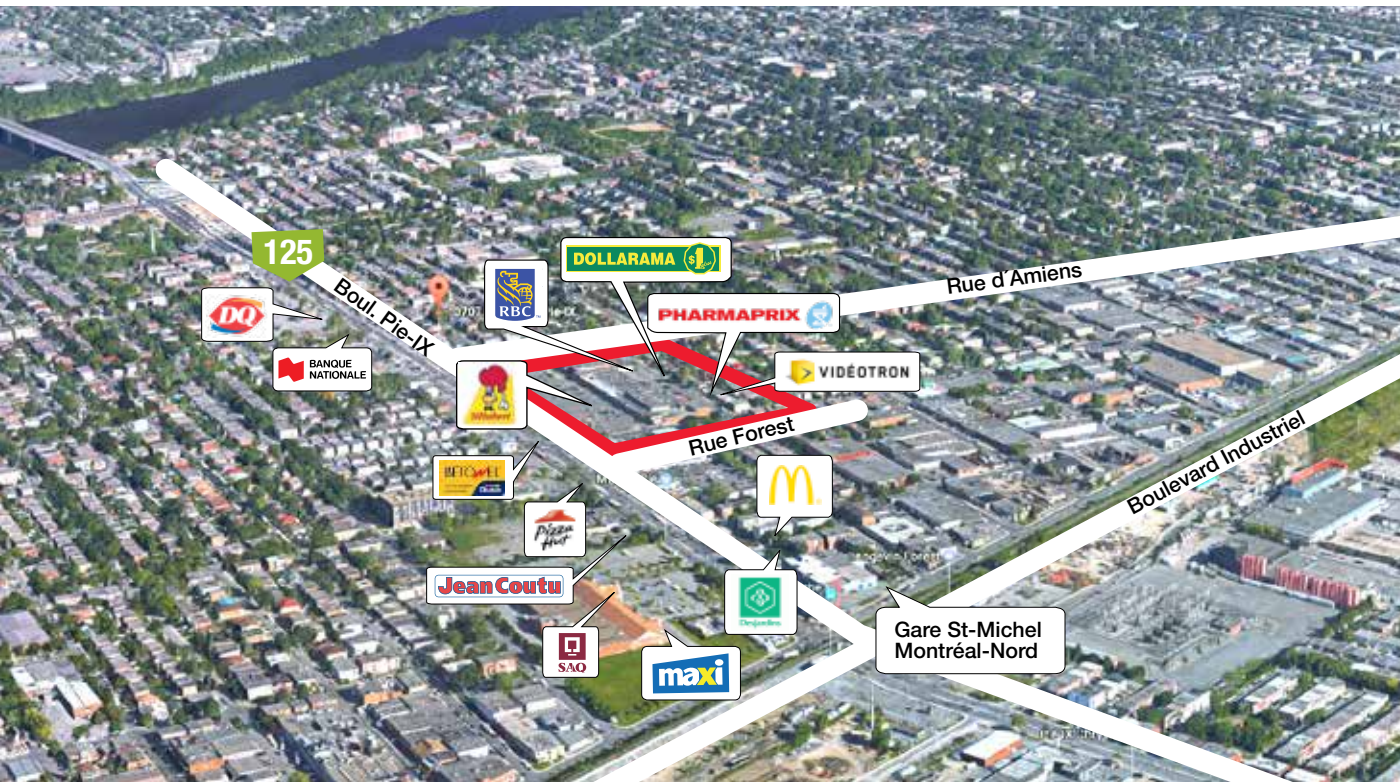 125
Boul. Pie-IX
Rue d'Amiens
DOLLARAMA
$1
RBC
PHARMAPRIX
DQ
BANQUE
NATIONALE
VIDÉOTRON
Rue Forest
Boulevard Industriel
Pizza
Hut
Jean Coutu
Desjardins
SAQ
maxi
Gare St-Michel
Montréal-Nord